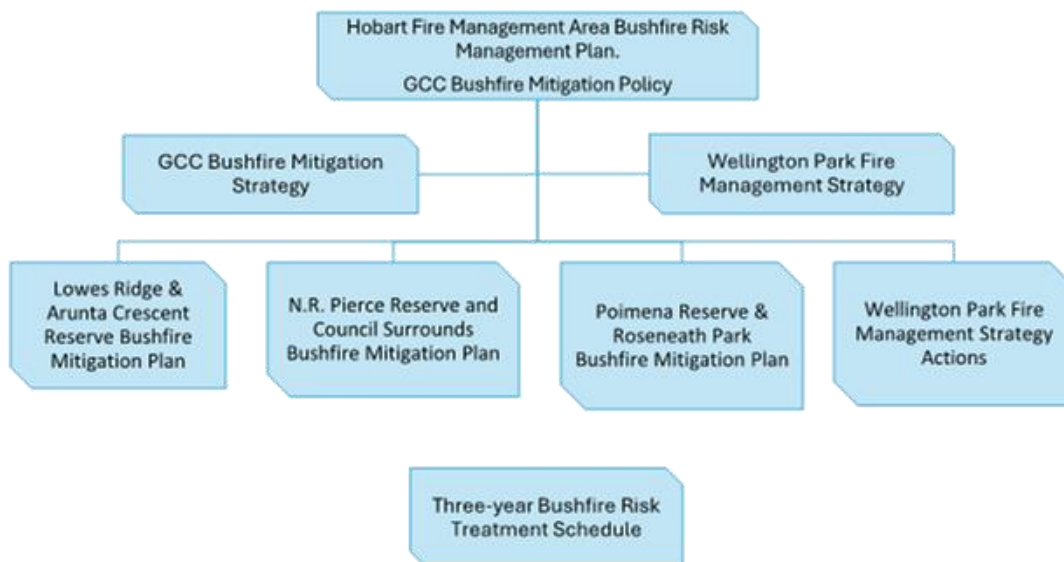 Hobart Fire Management Area Bushfire Risk
Management Plan.
GCC Bushfire Mitigation Policy
GCC Bushfire Mitigation
Strategy
Wellington Park Fire
Management Strategy
Lowes Ridge &
Arunta Crescent
Reserve Bushfire
Mitigation Plan
N.R. Pierce Reserve and
Council Surrounds
Bushfire Mitigation Plan
Poimena Reserve &
Roseneath Park
Bushfire Mitigation Plan
Wellington Park Fire
Management Strategy
Actions
Three-year Bushfire Risk
Treatment Schedule